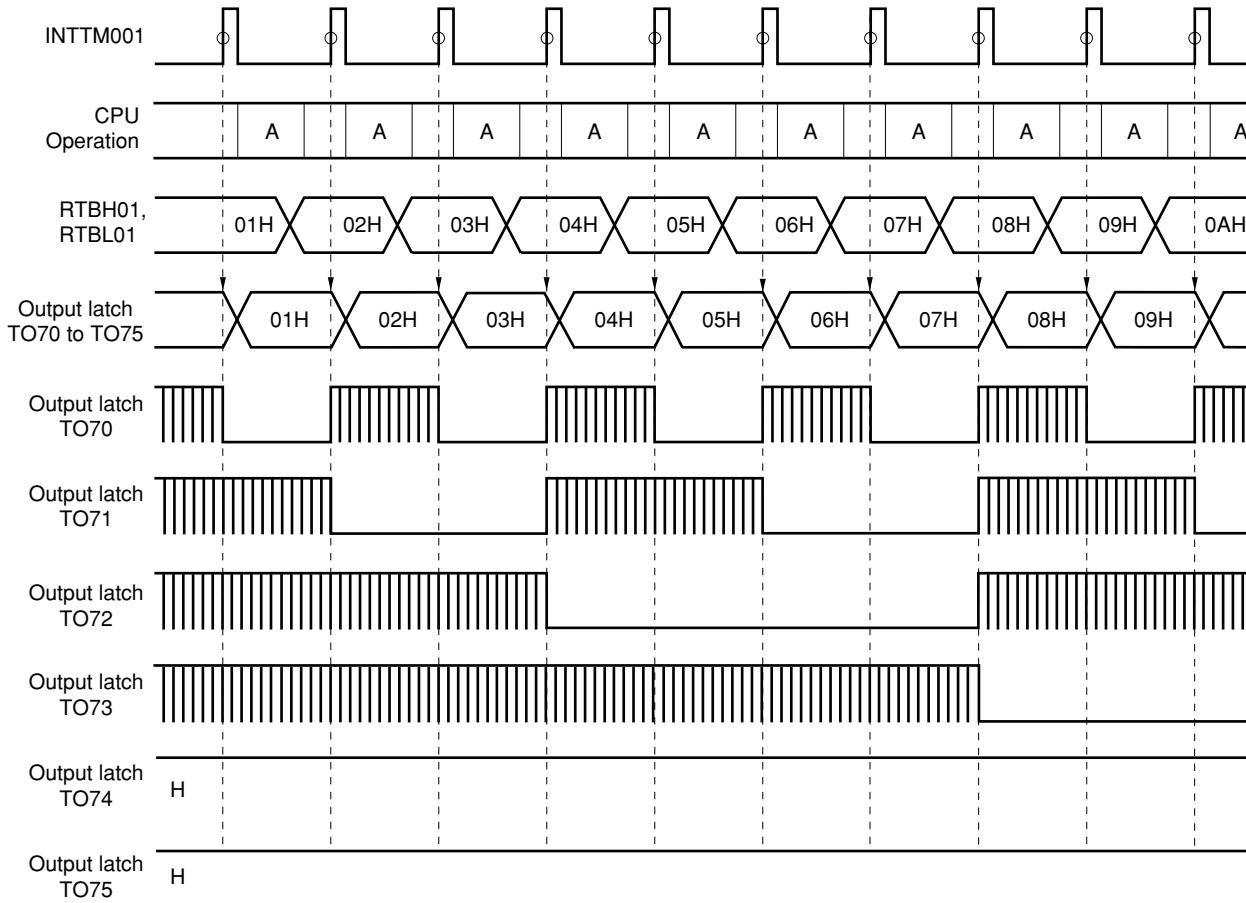 INTTM001
CPU
Operation
A A A A A A A A A A
RTBH01,
RTBL01
01H 02H 03H 04H 05H 06H 07H 08H 09H 0AH
Output latch
TO70 to TO75
01H 02H 03H 04H 05H 06H 07H 08H 09H
Output latch
TO70
Output latch
TO71
Output latch
TO72
Output latch
TO73
Output latch
TO74
H
Output latch
TO75
H